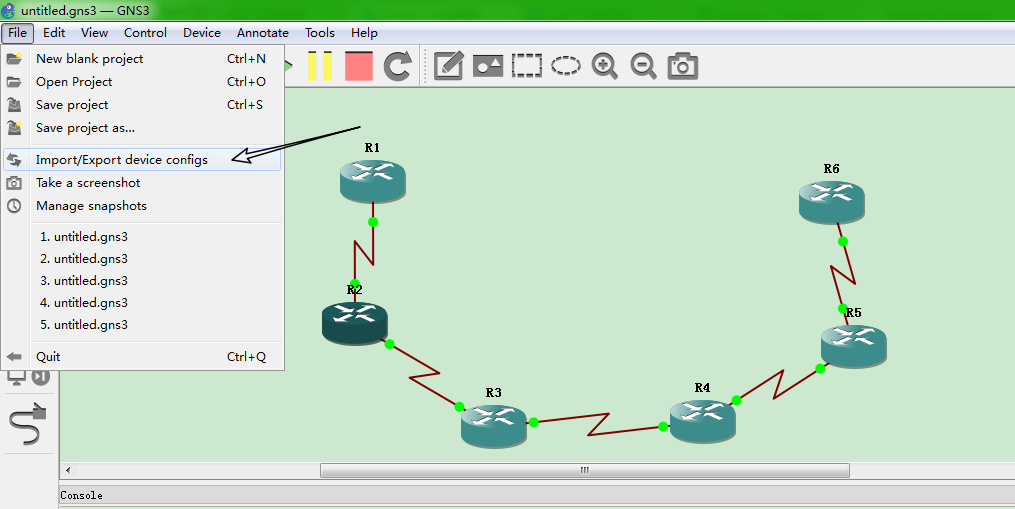 untitled.gns3 — GNS3
File Edit View Control Device Annotate Tools Help
New blank project Ctrl+N
Open Project Ctrl+O
Save project Ctrl+S
Save project as...
Import/Export device configs
Take a screenshot
Manage snapshots
1. untitled.gns3
2. untitled.gns3
3. untitled.gns3
4. untitled.gns3
5. untitled.gns3
Quit Ctrl+Q
R1
R6
R2
R5
R3
R4
Console